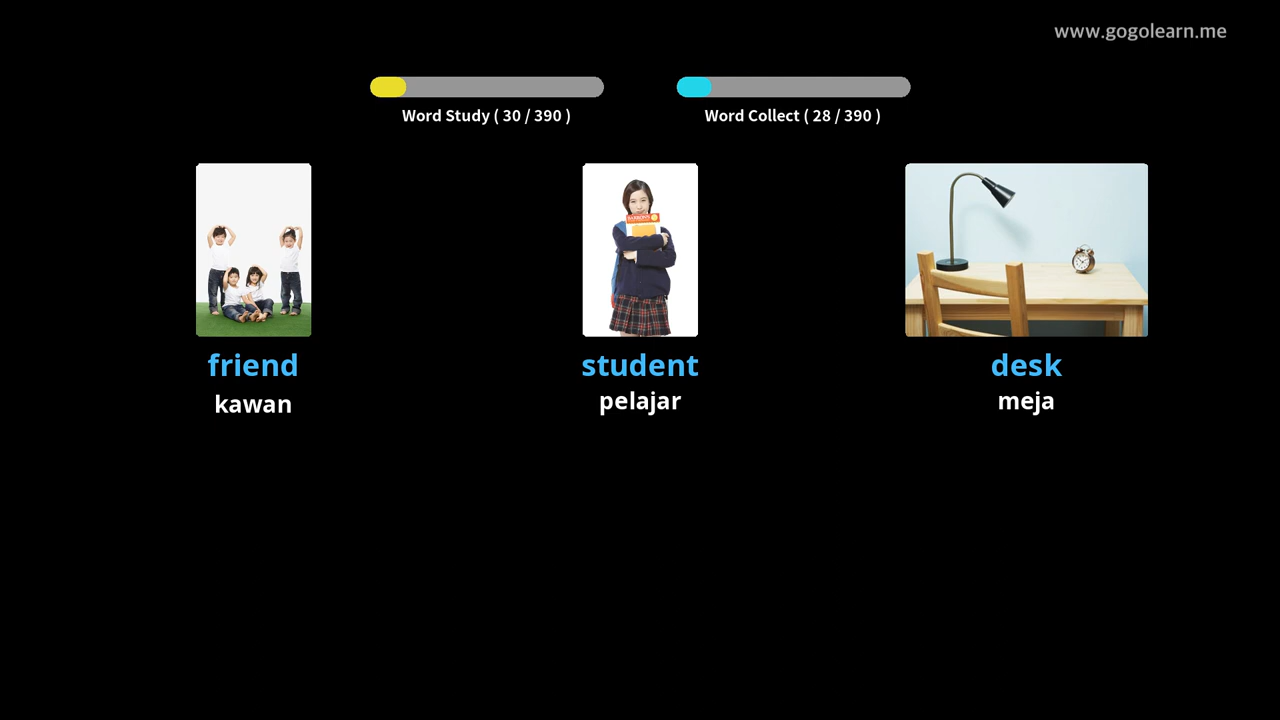 www.gogolearn.me
Word Study ( 30 / 390 )
Word Collect ( 28 / 390 )
friend
kawan
student
pelajar
desk
meja